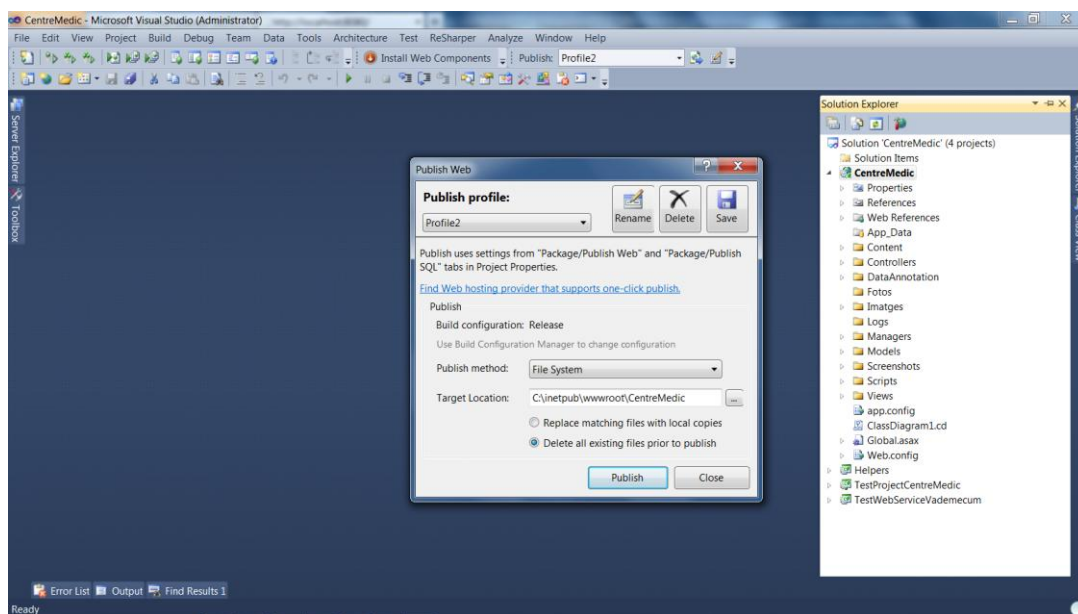 CentreMedic - Microsoft Visual Studio (Administrator)
File Edit View Project Build Debug Team Data Tools Architecture Test ReSharper Analyze Window Help
Install Web Components Publish: Profile2
Server Explorer
Toolbox
Publish Web
Publish profile:
Profile2
Rename Delete Save
Publish uses settings from "Package/Publish Web" and "Package/Publish
SQL" tabs in Project Properties.
Find Web hosting provider that supports one-click publish.
Publish
Build configuration: Release
Use Build Configuration Manager to change configuration
Publish method: File System
Target Location: C:\inetpub\wwwroot\CentreMedic ...
Replace matching files with local copies
Delete all existing files prior to publish
Publish Close
Solution Explorer
Solution 'CentreMedic' (4 projects)
Solution Items
CentreMedic
Properties
References
Web References
App_Data
Content
Controllers
DataAnnotation
Fotos
Imatges
Logs
Managers
Models
Screenshots
Scripts
Views
app.config
ClassDiagram1.cd
Global.asax
Web.config
Helpers
TestProjectCentreMedic
TestWebServiceVademecum
Error List Output Find Results 1
Ready